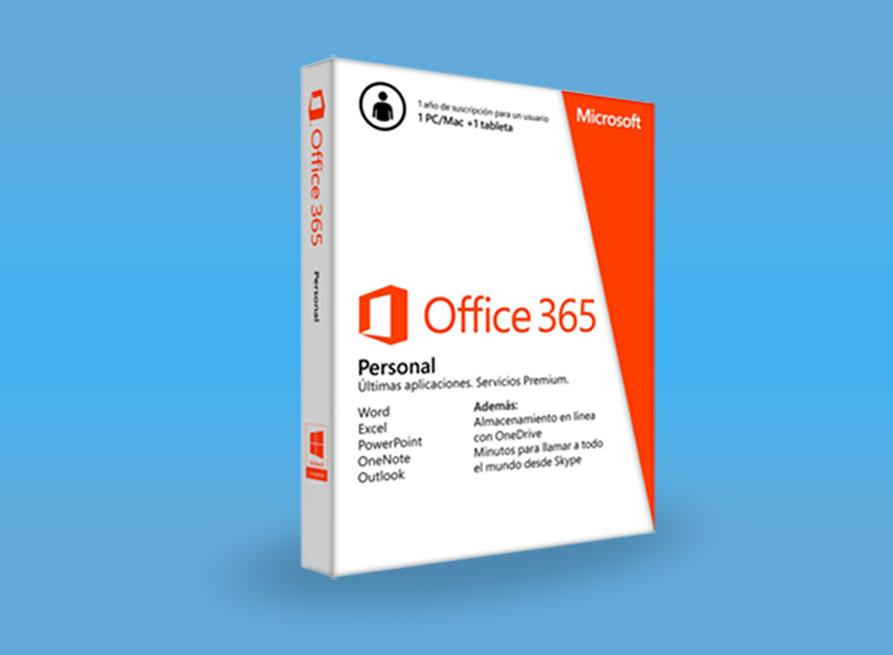 1 año de suscripción para un usuario
1 PC/Mac +1 tableta
Microsoft
Office 365
Personal
Últimas aplicaciones. Servicios Premium.
Word
Excel
PowerPoint
OneNote
Outlook
Además:
Almacenamiento en línea
con OneDrive
Minutos para llamar a todo
el mundo desde Skype
Office 365
Personal